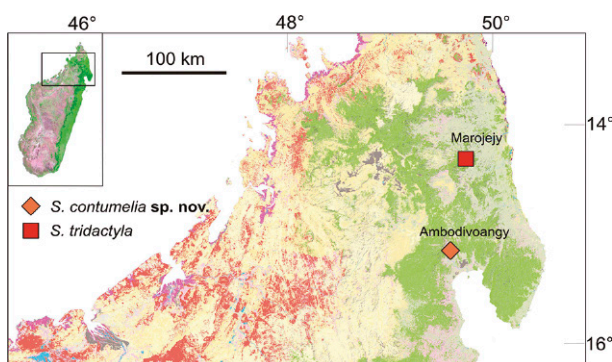 46° 48° 50°
100 km
14°
Marojejy
S. contumelia sp. nov.
S. tridactyla
Ambodivoangy
16°